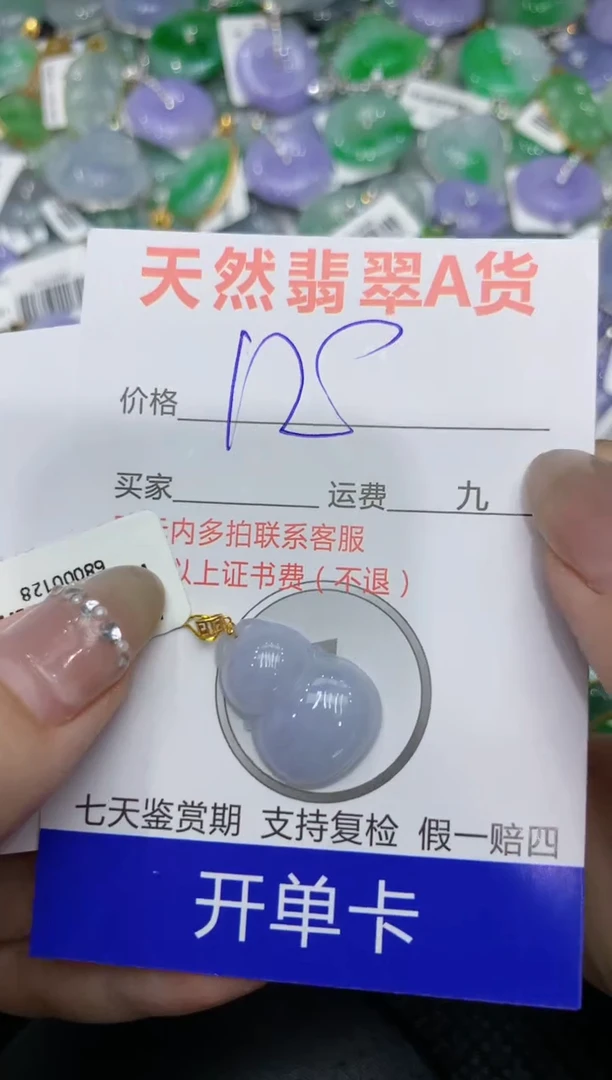 天然翡翠A货
价格
买家 运费 九
天内多拍联系客服
以上证书费(不退)
68000128
七天鉴赏期 支持复检 假一赔四
开单卡